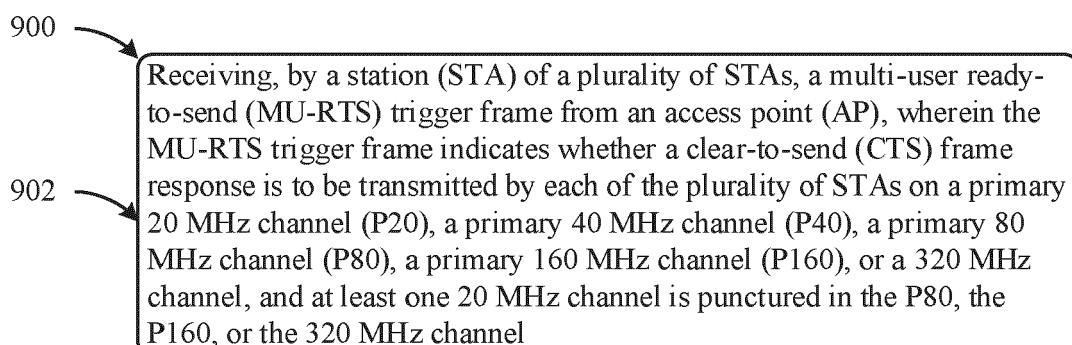 900
Receiving, by a station (STA) of a plurality of STAs, a multi-user ready-
to-send (MU-RTS) trigger frame from an access point (AP), wherein the
MU-RTS trigger frame indicates whether a clear-to-send (CTS) frame
902
response is to be transmitted by each of the plurality of STAs on a primary
20 MHz channel (P20), a primary 40 MHz channel (P40), a primary 80
MHz channel (P80), a primary 160 MHz channel (P160), or a 320 MHz
channel, and at least one 20 MHz channel is punctured in the P80, the
P160, or the 320 MHz channel